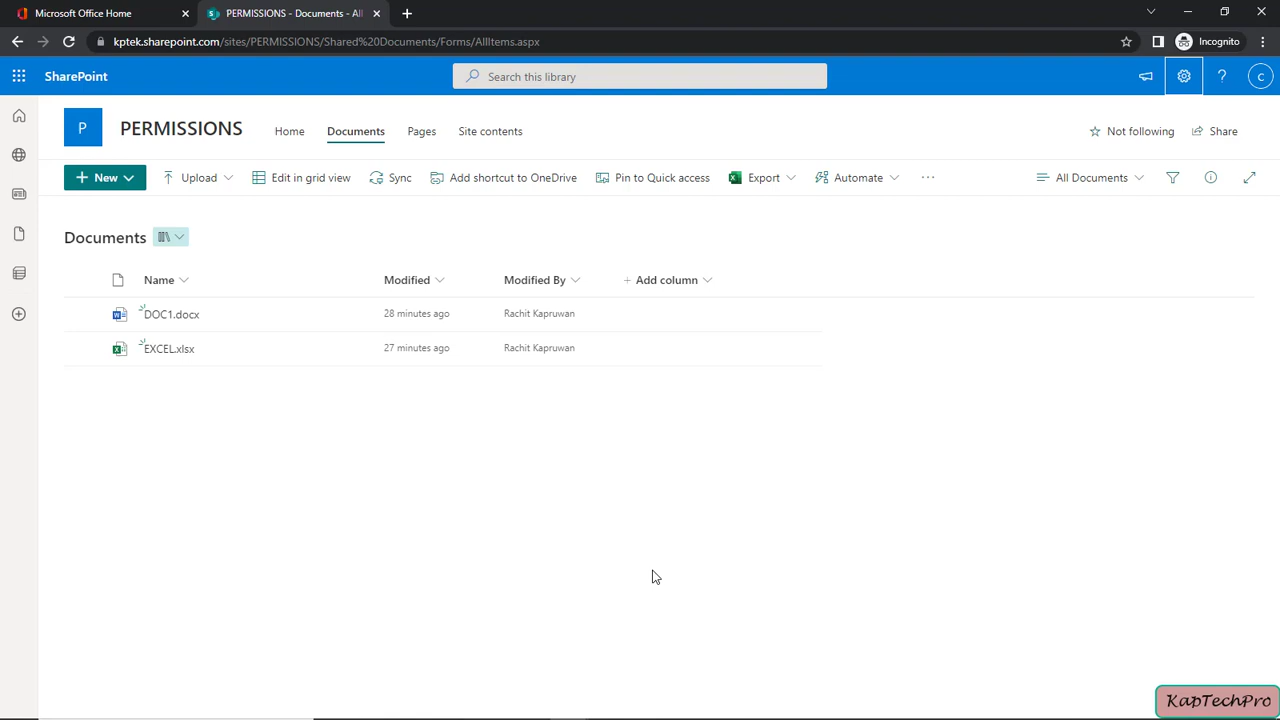 Microsoft Office Home
PERMISSIONS - Documents - All
kptek.sharepoint.com/sites/PERMISSIONS/Shared%20Documents/Forms/AllItems.aspx
Incognito
SharePoint
Search this library
?
C
P
PERMISSIONS
Home
Documents
Pages
Site contents
Not following
Share
+ New
Upload
Edit in grid view
Sync
Add shortcut to OneDrive
Pin to Quick access
Export
Automate
...
All Documents
Documents
Name
Modified
Modified By
+ Add column
DOC1.docx
28 minutes ago
Rachit Kapruwan
EXCEL.xlsx
27 minutes ago
Rachit Kapruwan
KapTechPro